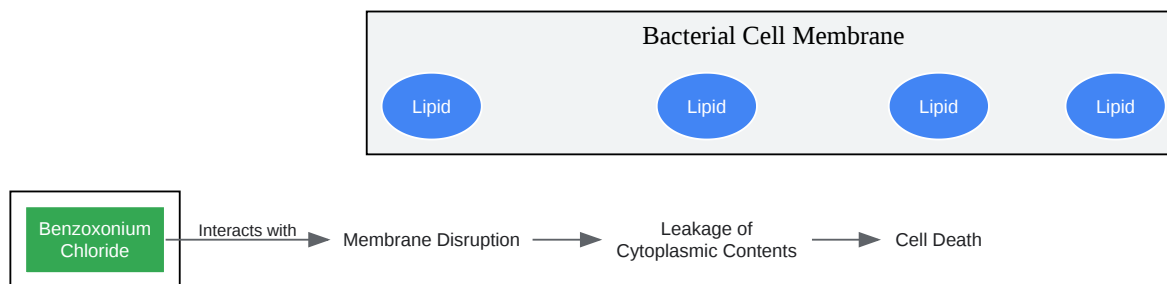 Bacterial Cell Membrane
Lipid
Lipid
Lipid
Lipid
Benzoxonium
Chloride
Interacts with
Membrane Disruption
Leakage of
Cytoplasmic Contents
Cell Death